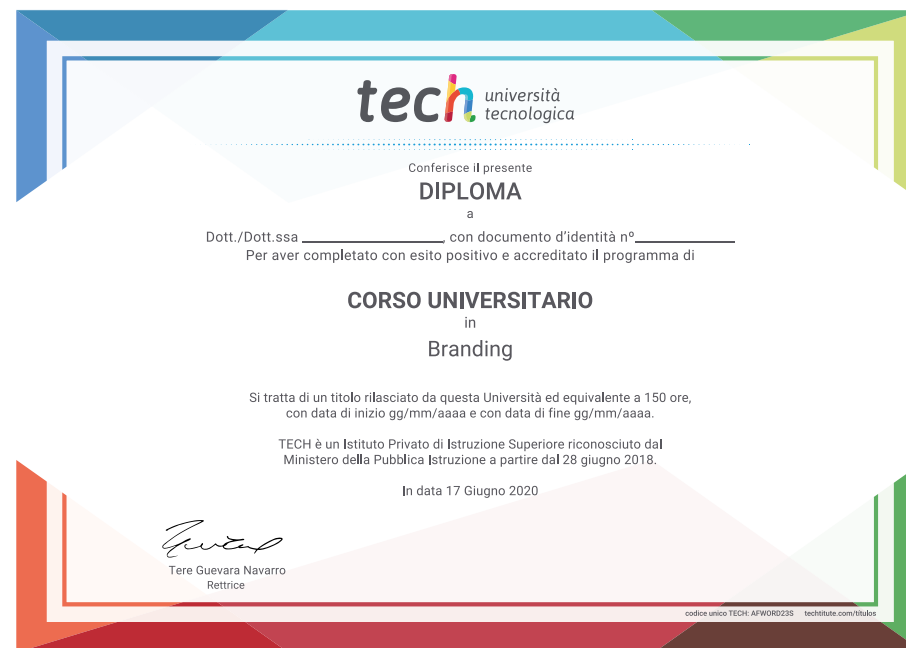 tech università
tecnologica
Conferisce il presente
DIPLOMA
a
Dott./Dott.ssa ____________, con documento d'identità nº_________
Per aver completato con esito positivo e accreditato il programma di
CORSO UNIVERSITARIO
in
Branding
Si tratta di un titolo rilasciato da questa Università ed equivalente a 150 ore,
con data di inizio gg/mm/aaaa e con data di fine gg/mm/aaaa.
TECH è un Istituto Privato di Istruzione Superiore riconosciuto dal
Ministero della Pubblica Istruzione a partire dal 28 giugno 2018.
In data 17 Giugno 2020
Tere Guevara Navarro
Rettrice
codice unico TECH: AFWORD23S techtitute.com/títulos